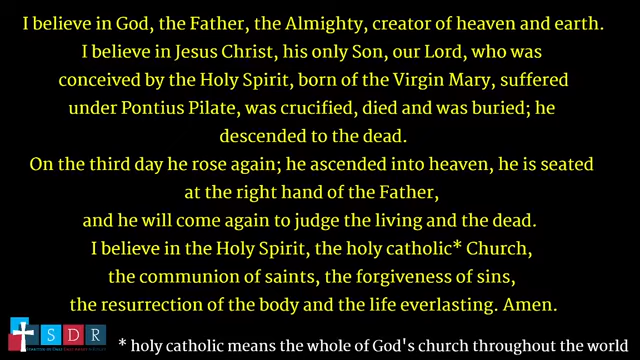 I believe in God, the Father, the Almighty, creator of heaven and earth.
I believe in Jesus Christ, his only Son, our Lord, who was
conceived by the Holy Spirit, born of the Virgin Mary, suffered
under Pontius Pilate, was crucified, died and was buried; he
descended to the dead.
On the third day he rose again; he ascended into heaven, he is seated
at the right hand of the Father,
and he will come again to judge the living and the dead.
I believe in the Holy Spirit, the holy catholic* Church,
the communion of saints, the forgiveness of sins,
the resurrection of the body and the life everlasting. Amen.
S D R
* holy catholic means the whole of God's church throughout the world